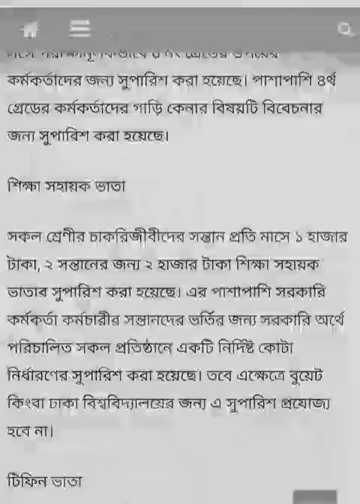 কর্মকর্তাদের জন্য সুপারিশ করা হয়েছে। পাশাপাশি ৪র্থ
গ্রেডের কর্মকর্তাদের গাড়ি কেনার বিষয়টি বিবেচনার
জন্য সুপারিশ করা হয়েছে।
শিক্ষা সহায়ক ভাতা
সকল শ্রেণীর চাকরিজীবীদের সন্তান প্রতি মাসে ১ হাজার
টাকা, ২ সন্তানের জন্য ২ হাজার টাকা শিক্ষা সহায়ক
ভাতার সুপারিশ করা হয়েছে। এর পাশাপাশি সরকারি
কর্মকর্তা কর্মচারীর সন্তানদের ভর্তির জন্য সরকারি অর্থে
পরিচালিত সকল প্রতিষ্ঠানে একটি নির্দিষ্ট কোটা
নির্ধারণের সুপারিশ করা হয়েছে। তবে এক্ষেত্রে বুয়েট
কিংবা ঢাকা বিশ্ববিদ্যালয়ের জন্য এ সুপারিশ প্রযোজ্য
হবে না।
টিফিন ভাতা